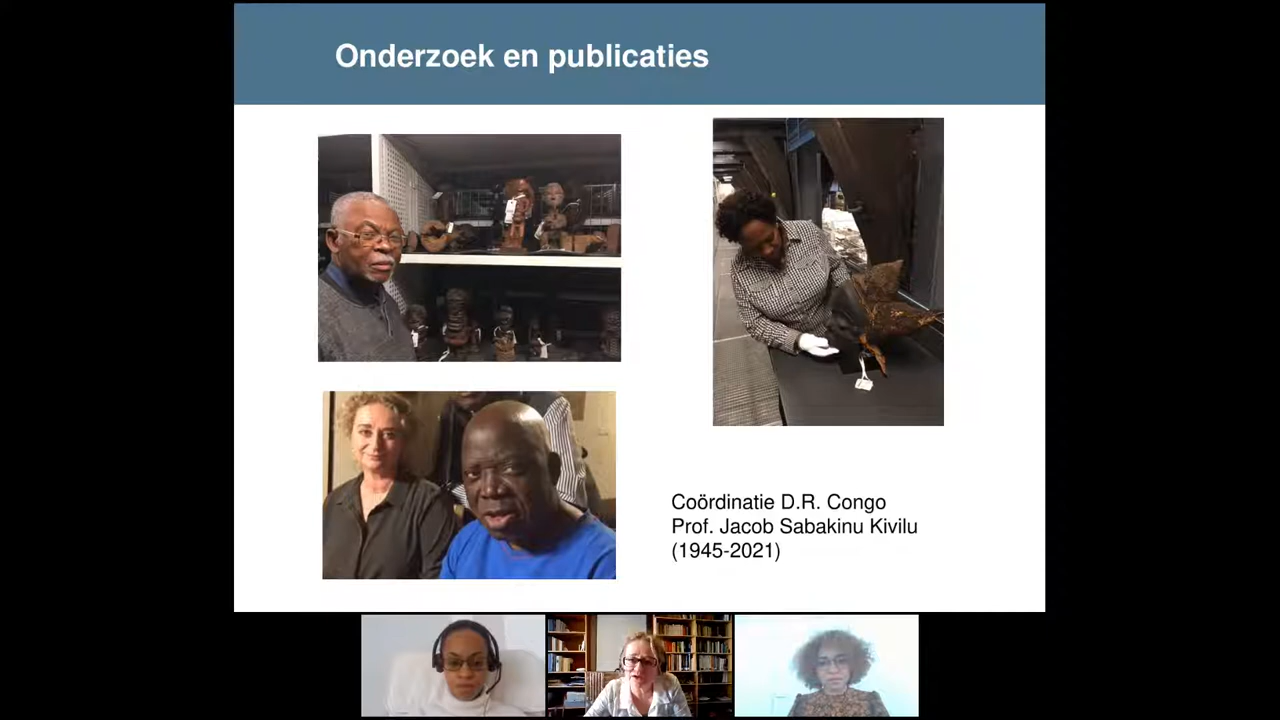 Onderzoek en publicaties
Coördinatie D.R. Congo
Prof. Jacob Sabakinu Kivilu
(1945-2021)